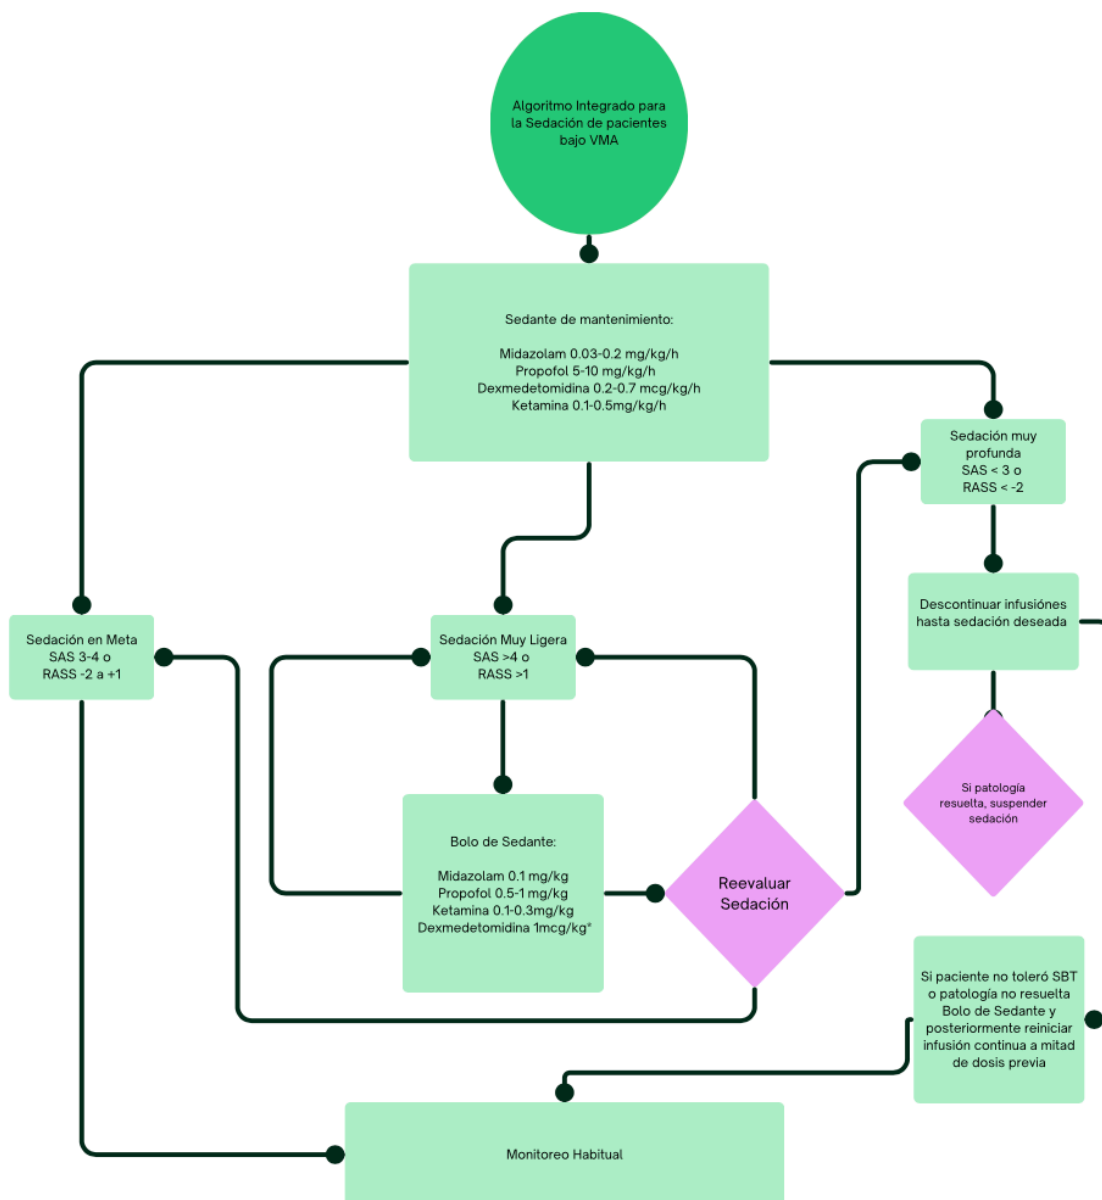 Algoritmo Integrado para
la Sedación de pacientes
bajo VMA
Sedante de mantenimiento:
Midazolam 0.03-0.2 mg/kg/h
Propofol 5-10 mg/kg/h
Dexmedetomidina 0.2-0.7 mcg/kg/h
Ketamina 0.1-0.5mg/kg/h
Sedación muy
profunda
SAS < 3 o
RASS < -2
Descontinuar infusiónes
hasta sedación deseada
Sedación en Meta
SAS 3-4 o
RASS -2 a +1
Sedación Muy Ligera
SAS >4 o
RASS >1
Si patología
resuelta, suspender
sedación
Bolo de Sedante:
Midazolam 0.1 mg/kg
Propofol 0.5-1 mg/kg
Ketamina 0.1-0.3mg/kg
Dexmedetomidina 1mcg/kg*
Reevaluar
Sedación
Si paciente no toleró SBT
o patología no resuelta
Bolo de Sedante y
posteriormente reiniciar
infusión continua a mitad
de dosis previa
Monitoreo Habitual